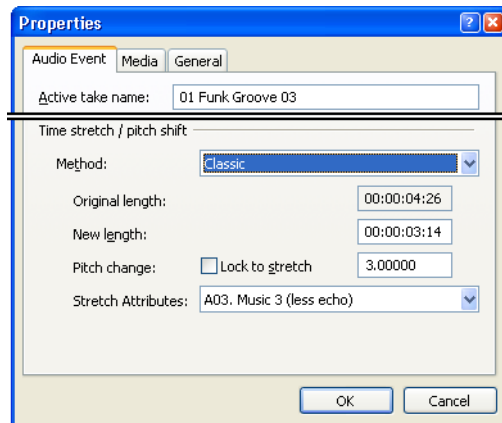 Properties
Audio Event Media General
Active take name: 01 Funk Groove 03
Time stretch / pitch shift
Method: Classic
Original length: 00:00:04:26
New length: 00:00:03:14
Pitch change: Lock to stretch 3.00000
Stretch Attributes: A03. Music 3 (less echo)
OK Cancel